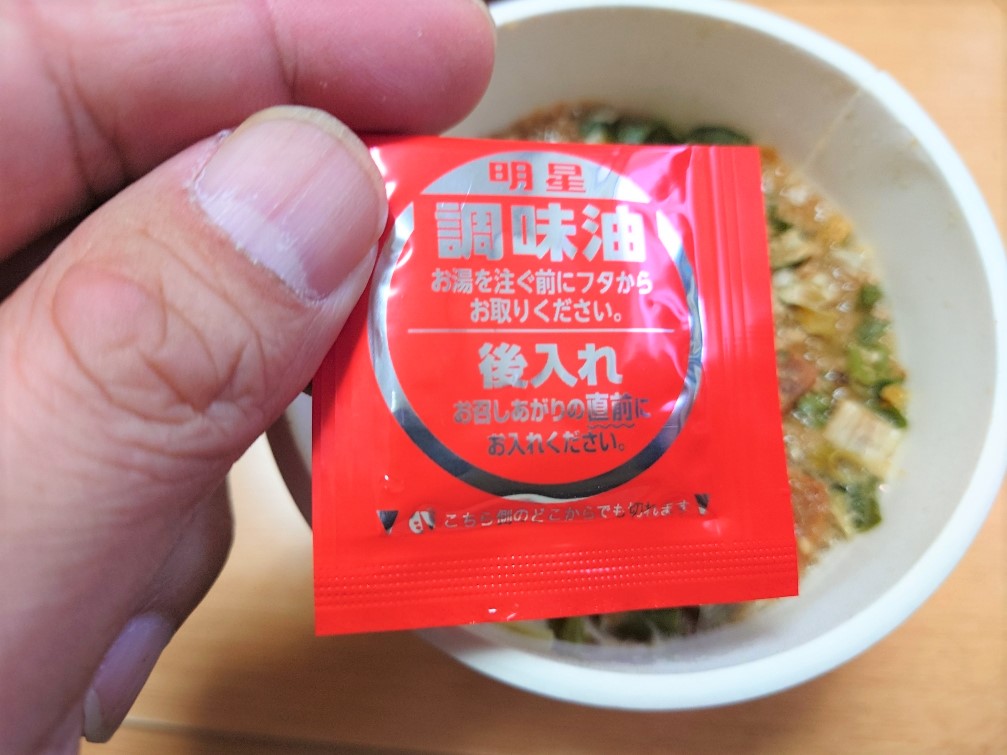 明星
調味油
お湯を注ぐ前にフタから
お取りください。
後入れ
お召しあがりの直前に
お入れください。
こちら側のどこからでも切れます